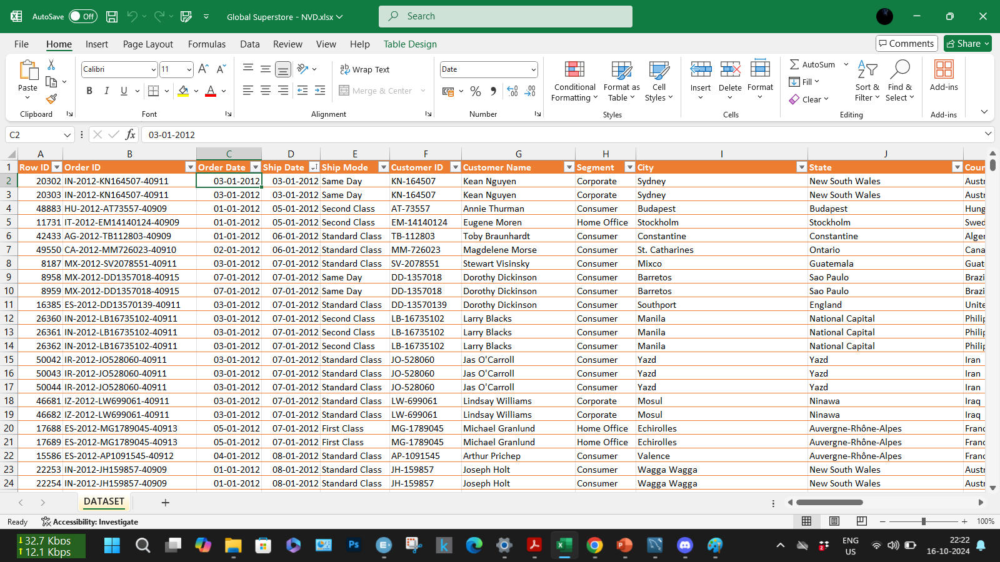 AutoSave Off Global Superstore - NVD.xlsx Search
File Home Insert Page Layout Formulas Data Review View Help Table Design Comments Share
Paste Calibri 11 Wrap Text Merge & Center Date Conditional Formatting Format as Table Cell Styles Insert Delete Format AutoSum Fill Clear Sort & Filter Find & Select Add-ins
Clipboard Font Alignment Number Styles Cells Editing Add-ins
C2 fx 03-01-2012
A B C D E F G H I J
1 Row ID Order ID Order Date Ship Date Ship Mode Customer ID Customer Name Segment City State
2 20302 IN-2012-KN164507-40911 03-01-2012 03-01-2012 Same Day KN-164507 Kean Nguyen Corporate Sydney New South Wales
3 20303 IN-2012-KN164507-40911 03-01-2012 03-01-2012 Same Day KN-164507 Kean Nguyen Corporate Sydney New South Wales
4 48883 HU-2012-AT73557-40909 01-01-2012 05-01-2012 Second Class AT-73557 Annie Thurman Consumer Budapest Budapest
5 11731 IT-2012-EM14140124-40909 01-01-2012 05-01-2012 Second Class EM-14140124 Eugene Moren Home Office Stockholm Stockholm
6 42433 AG-2012-TB112803-40909 01-01-2012 06-01-2012 Standard Class TB-112803 Toby Braunhardt Consumer Constantine Constantine
7 49550 CA-2012-MM726023-40910 02-01-2012 06-01-2012 Standard Class MM-726023 Magdelene Morse Consumer St. Catharines Ontario
8 8187 MX-2012-SV2078551-40911 03-01-2012 07-01-2012 Standard Class SV-2078551 Stewart Visinsky Consumer Mixco Guatemala
9 8958 MX-2012-DD1357018-40915 07-01-2012 07-01-2012 Same Day DD-1357018 Dorothy Dickinson Consumer Barretos Sao Paulo
10 8959 MX-2012-DD1357018-40915 07-01-2012 07-01-2012 Same Day DD-1357018 Dorothy Dickinson Consumer Barretos Sao Paulo
11 16385 ES-2012-DD13570139-40911 03-01-2012 07-01-2012 Standard Class DD-13570139 Dorothy Dickinson Consumer Southport England
12 26360 IN-2012-LB16735102-40911 03-01-2012 07-01-2012 Second Class LB-16735102 Larry Blacks Consumer Manila National Capital
13 26361 IN-2012-LB16735102-40911 03-01-2012 07-01-2012 Second Class LB-16735102 Larry Blacks Consumer Manila National Capital
14 26362 IN-2012-LB16735102-40911 03-01-2012 07-01-2012 Second Class LB-16735102 Larry Blacks Consumer Manila National Capital
15 50042 IR-2012-JO528060-40911 03-01-2012 07-01-2012 Standard Class JO-528060 Jas O'Carroll Consumer Yazd Yazd Iran
16 50043 IR-2012-JO528060-40911 03-01-2012 07-01-2012 Standard Class JO-528060 Jas O'Carroll Consumer Yazd Yazd Iran
17 50044 IR-2012-JO528060-40911 03-01-2012 07-01-2012 Standard Class JO-528060 Jas O'Carroll Consumer Yazd Yazd Iran
18 46681 IZ-2012-LW699061-40911 03-01-2012 07-01-2012 Standard Class LW-699061 Lindsay Williams Corporate Mosul Ninawa Iraq
19 46682 IZ-2012-LW699061-40911 03-01-2012 07-01-2012 Standard Class LW-699061 Lindsay Williams Corporate Mosul Ninawa Iraq
20 17688 ES-2012-MG1789045-40913 05-01-2012 07-01-2012 First Class MG-1789045 Michael Granlund Home Office Echirolles Auvergne-Rhône-Alpes
21 17689 ES-2012-MG1789045-40913 05-01-2012 07-01-2012 First Class MG-1789045 Michael Granlund Home Office Echirolles Auvergne-Rhône-Alpes
22 15586 ES-2012-AP1091545-40912 04-01-2012 08-01-2012 Standard Class AP-1091545 Arthur Prichep Consumer Valence Auvergne-Rhône-Alpes
23 22253 IN-2012-JH159857-40909 01-01-2012 08-01-2012 Standard Class JH-159857 Joseph Holt Consumer Wagga Wagga New South Wales
24 22254 IN-2012-JH159857-40909 01-01-2012 08-01-2012 Standard Class JH-159857 Joseph Holt Consumer Wagga Wagga New South Wales
DATASET
Ready Accessibility: Investigate 100%
32.7 Kbps ENG 22:22
12.1 Kbps US 16-10-2024